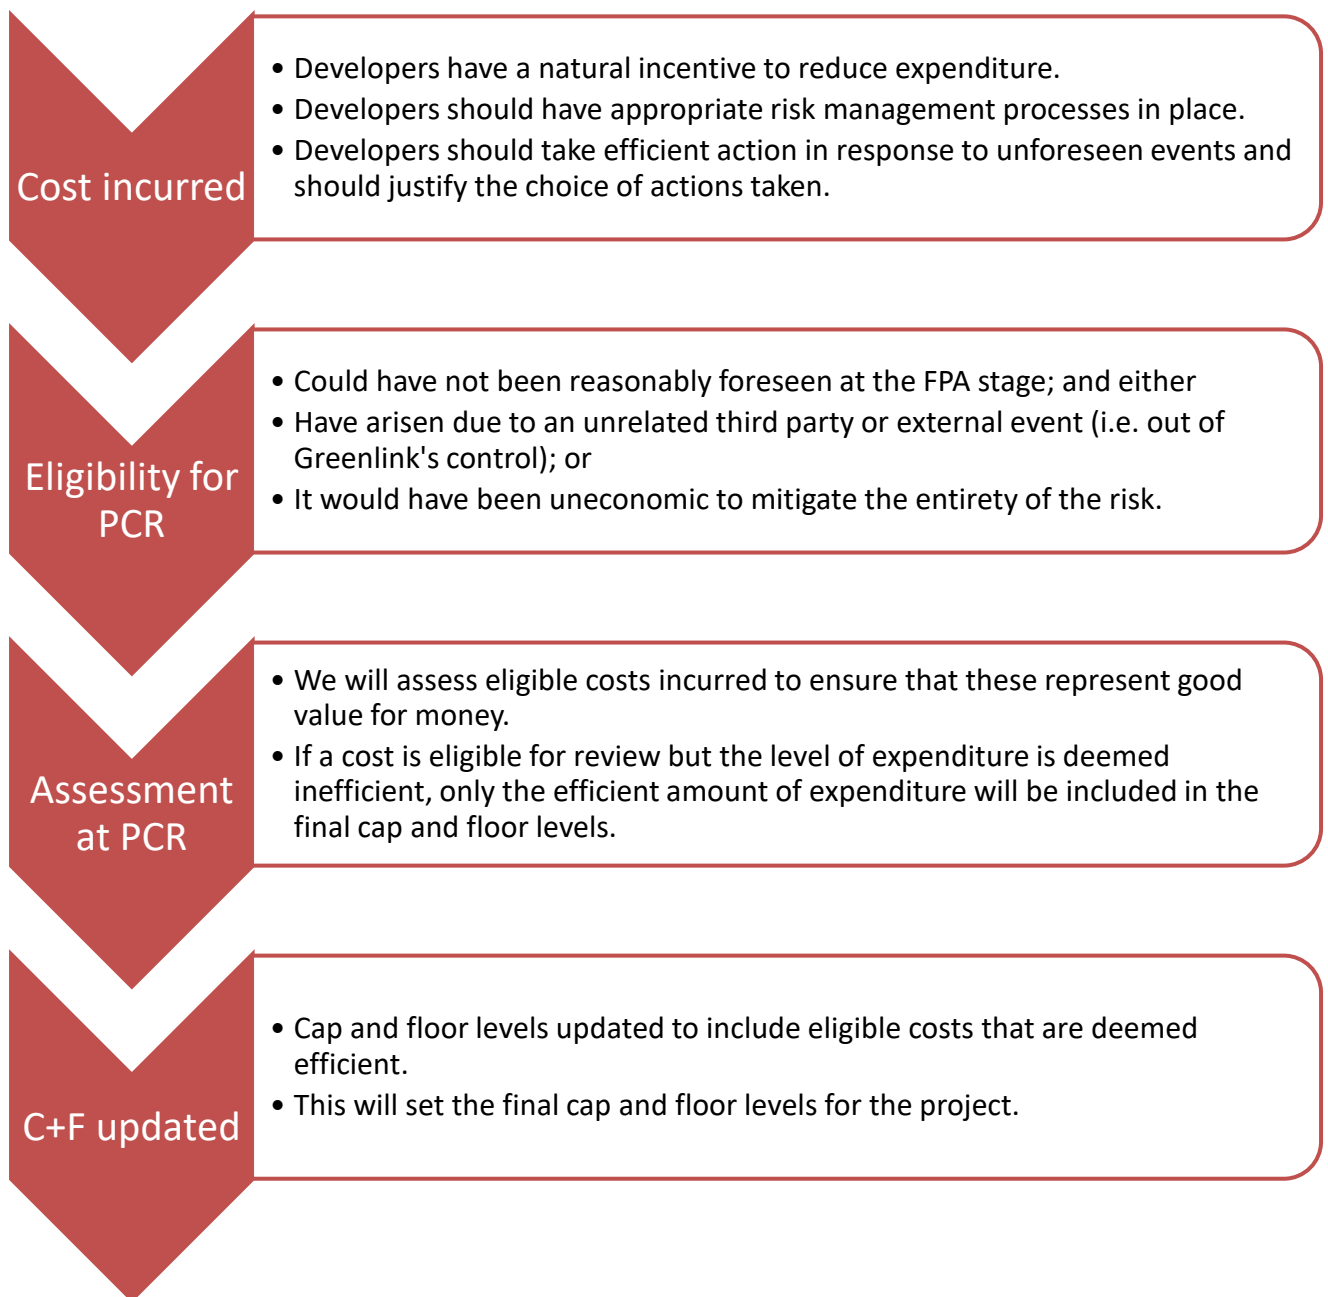 Cost incurred
• Developers have a natural incentive to reduce expenditure.
• Developers should have appropriate risk management processes in place.
• Developers should take efficient action in response to unforeseen events and
should justify the choice of actions taken.
Eligibility for
PCR
• Could have not been reasonably foreseen at the FPA stage; and either
• Have arisen due to an unrelated third party or external event (i.e. out of
Greenlink's control); or
• It would have been uneconomic to mitigate the entirety of the risk.
Assessment
at PCR
• We will assess eligible costs incurred to ensure that these represent good
value for money.
• If a cost is eligible for review but the level of expenditure is deemed
inefficient, only the efficient amount of expenditure will be included in the
final cap and floor levels.
C+F updated
• Cap and floor levels updated to include eligible costs that are deemed
efficient.
• This will set the final cap and floor levels for the project.